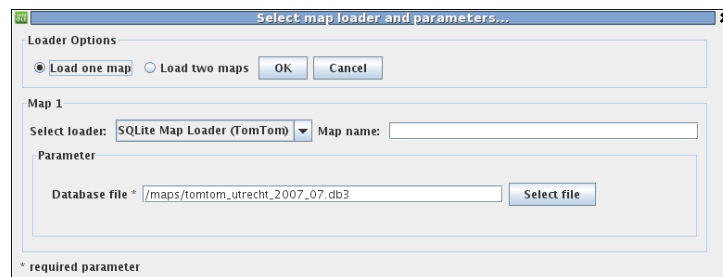 Select map loader and parameters...
Loader Options
Load one map Load two maps OK Cancel
Map 1
Select loader: SQLite Map Loader (TomTom) Map name:
Parameter
Database file * /maps/tomtom_utrecht_2007_07.db3 Select file
* required parameter